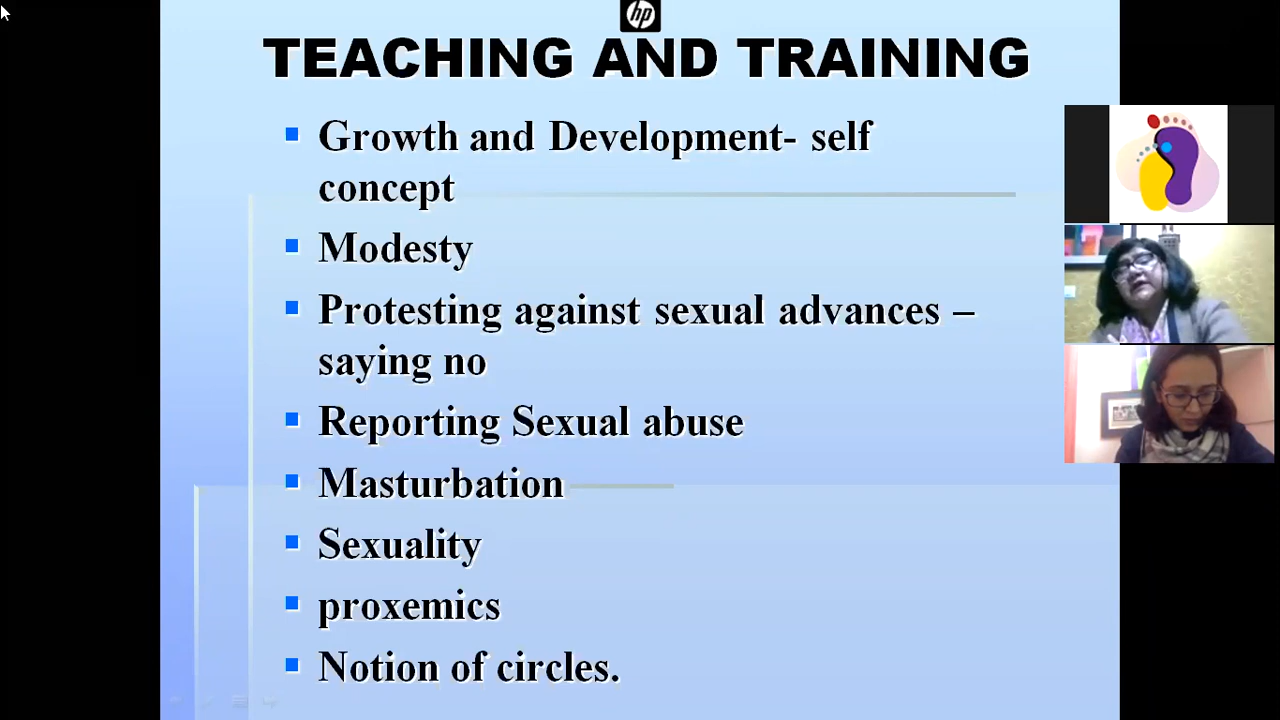 hp
TEACHING AND TRAINING
Growth and Development- self
concept
Modesty
Protesting against sexual advances –
saying no
Reporting Sexual abuse
Masturbation
Sexuality
proxemics
Notion of circles.